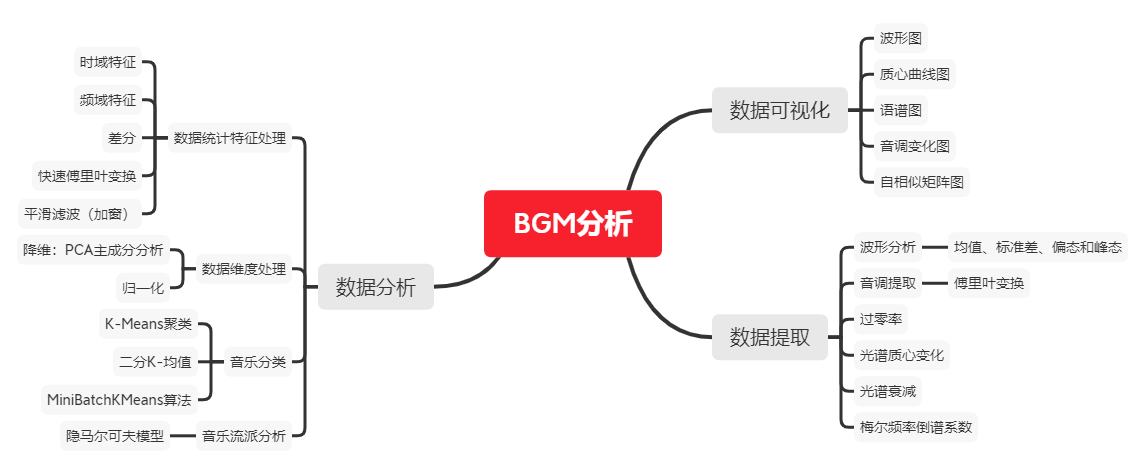 BGM分析
数据可视化
波形图
质心曲线图
语谱图
音调变化图
自相似矩阵图
数据提取
波形分析
均值、标准差、偏态和峰态
音调提取
傅里叶变换
过零率
光谱质心变化
光谱衰减
梅尔频率倒谱系数
数据分析
数据统计特征处理
时域特征
频域特征
差分
快速傅里叶变换
平滑滤波（加窗）
数据维度处理
降维：PCA主成分分析
归一化
音乐分类
K-Means聚类
二分K-均值
MiniBatchKMeans算法
音乐流派分析
隐马尔可夫模型